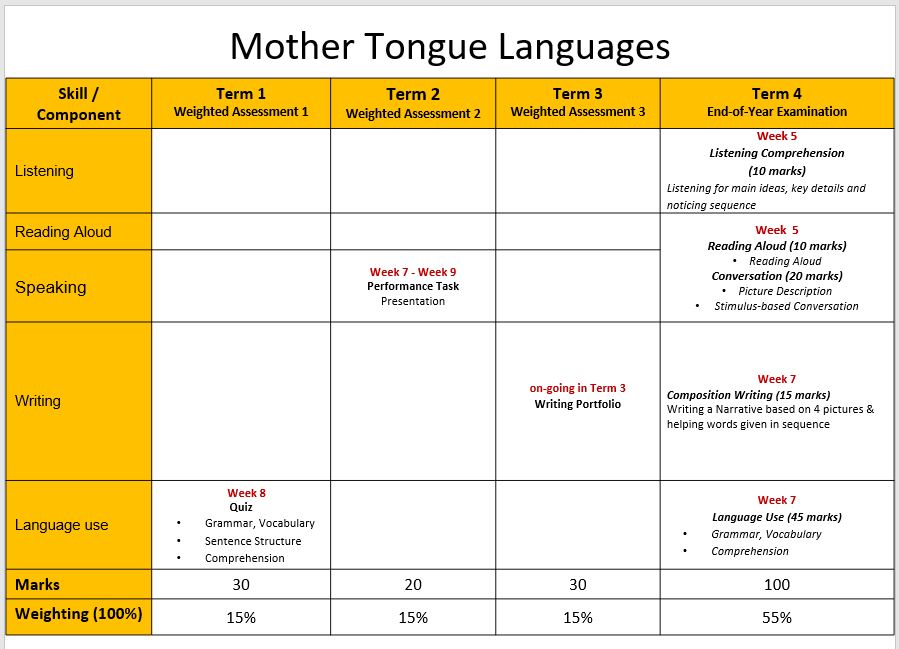 Mother Tongue Languages
Skill / Component
Term 1
Weighted Assessment 1
Term 2
Weighted Assessment 2
Term 3
Weighted Assessment 3
Term 4
End-of-Year Examination
Listening
Week 5
Listening Comprehension
(10 marks)
Listening for main ideas, key details and
noticing sequence
Reading Aloud
Week 5
Reading Aloud (10 marks)
• Reading Aloud
Conversation (20 marks)
• Picture Description
• Stimulus-based Conversation
Speaking
Week 7 - Week 9
Performance Task
Presentation
Writing
on-going in Term 3
Writing Portfolio
Week 7
Composition Writing (15 marks)
Writing a Narrative based on 4 pictures &
helping words given in sequence
Language use
Week 8
Quiz
• Grammar, Vocabulary
• Sentence Structure
• Comprehension
Week 7
Language Use (45 marks)
• Grammar, Vocabulary
• Comprehension
Marks 30 20 30 100
Weighting (100%) 15% 15% 15% 55%